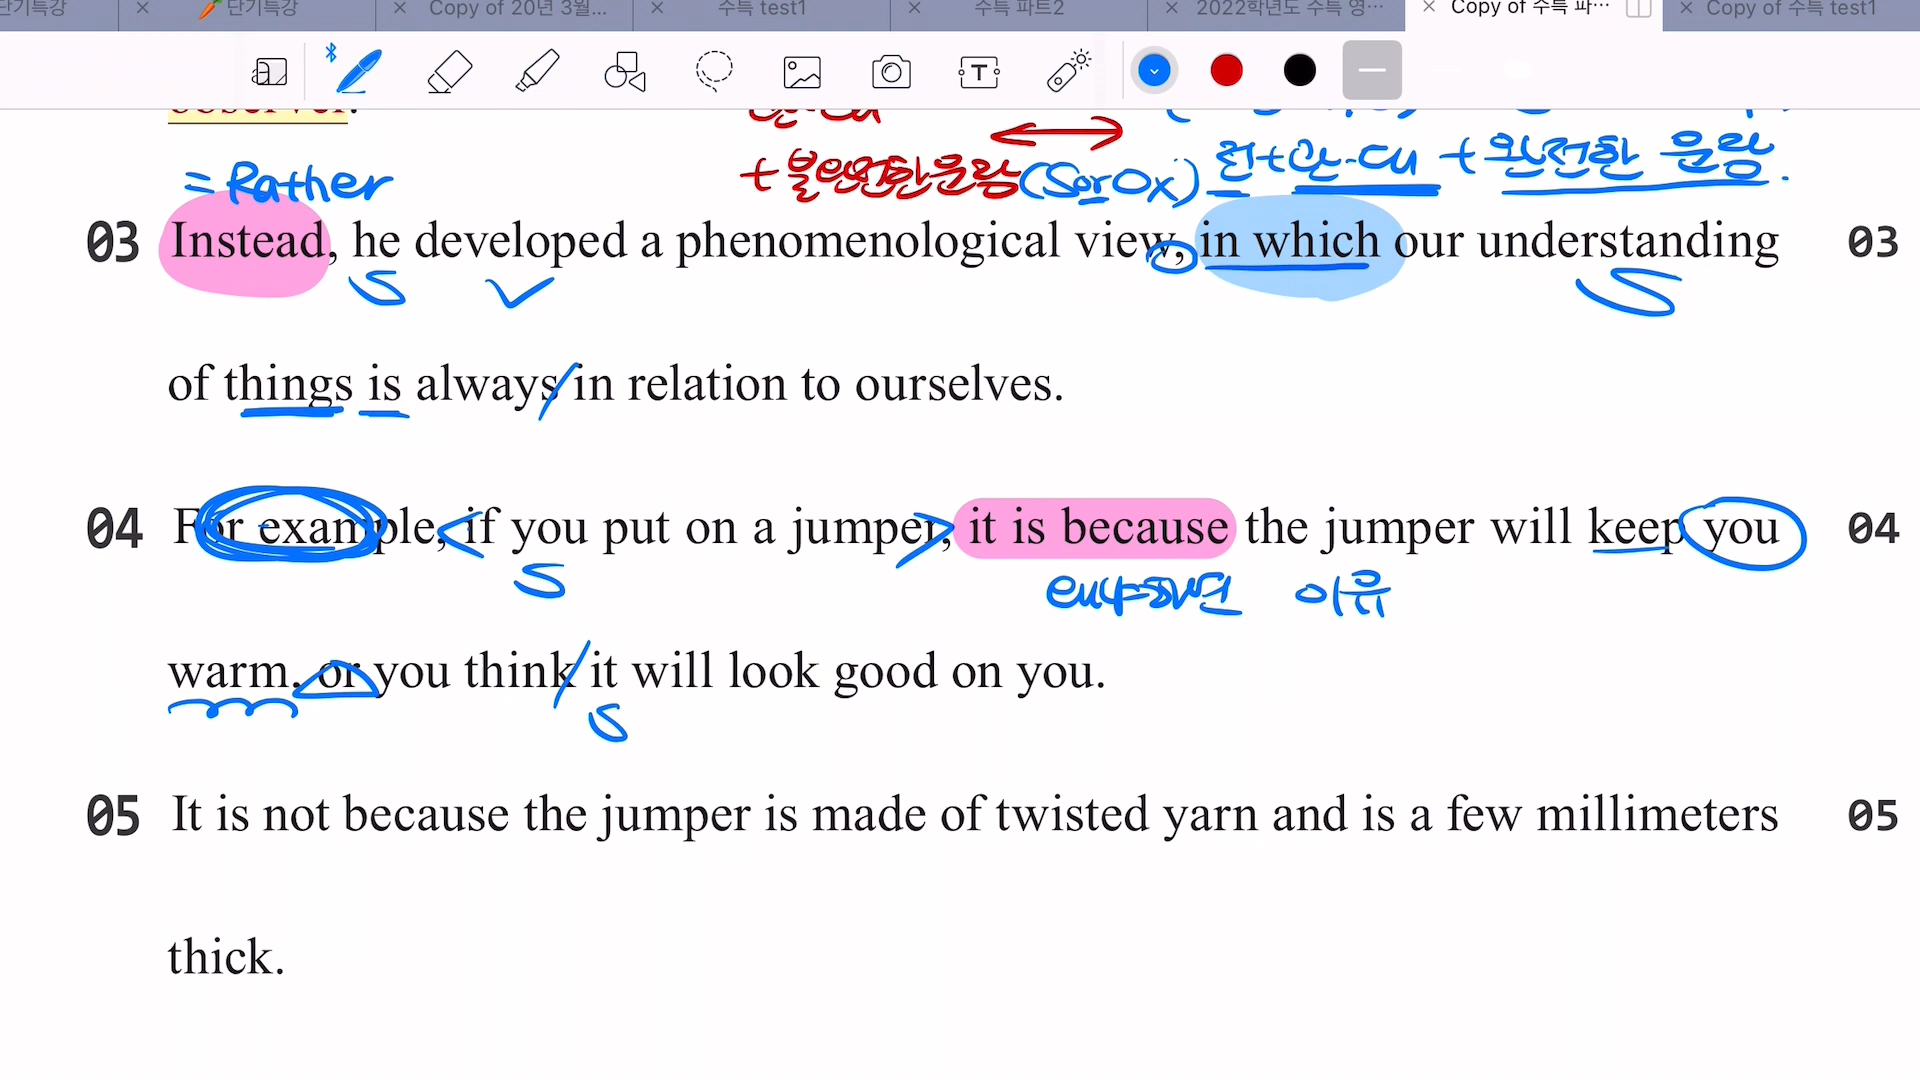 단기특강 × 🥕단기특강 × Copy of 20년 3월... × 수특 test1 × 수특 파트2 × 2022학년도 수특 영... × Copy of 수특 파... × Copy of 수특 test1
observer.
+ 불완전한문장(S or O X) 전+관·대 + 완전한 문장.
= Rather
03 Instead, he developed a phenomenological view, in which our understanding 03
S V S
of things is always/in relation to ourselves.
04 For example, <if you put on a jumper>, it is because the jumper will keep you 04
S 왜냐하면 이유
warm, or you think/it will look good on you.
S
05 It is not because the jumper is made of twisted yarn and is a few millimeters 05
thick.